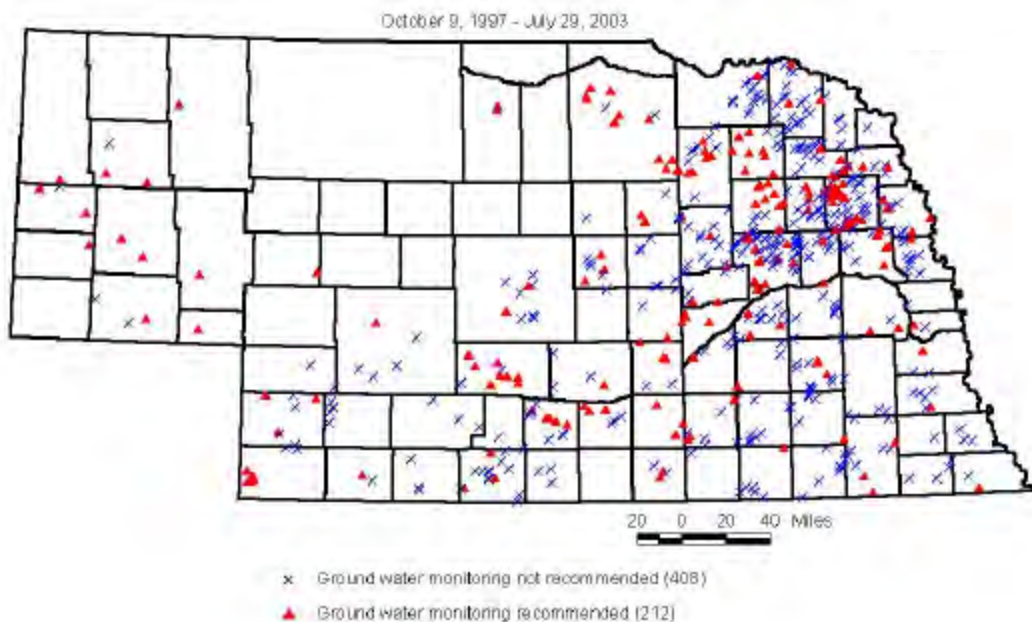 October 9, 1997 - July 29, 2003
20 0 20 40 Miles
Ground water monitoring not recommended (408)
Ground water monitoring recommended (212)